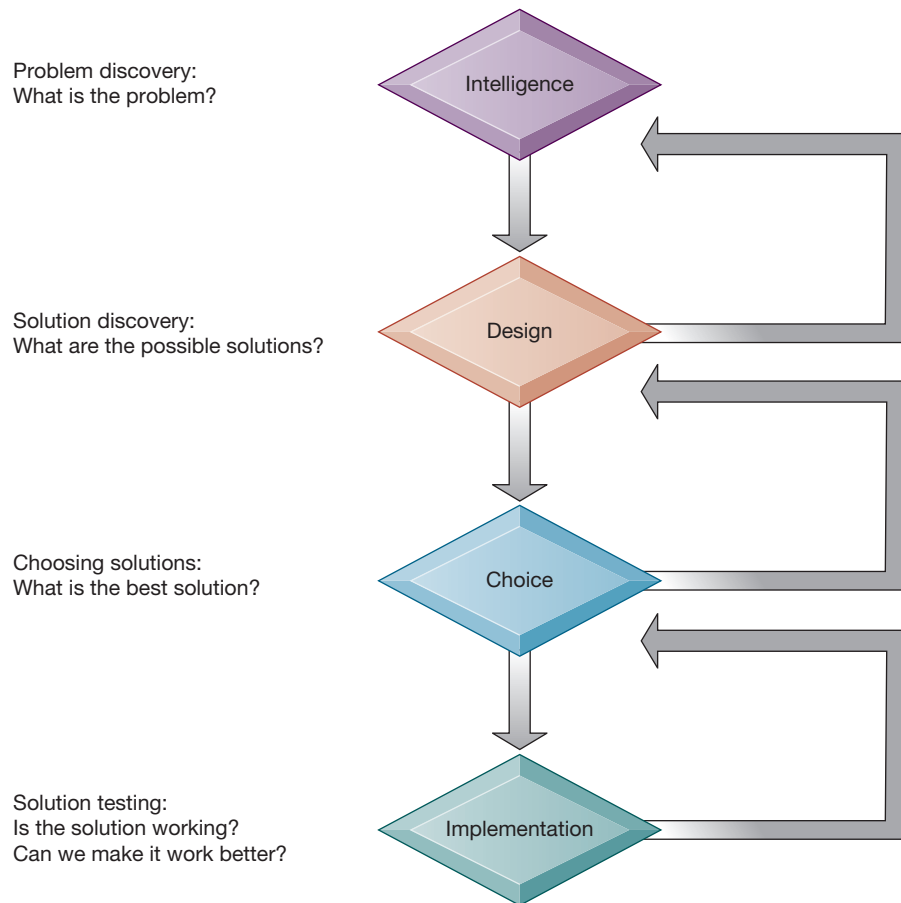 Problem discovery:
What is the problem?
Intelligence
Solution discovery:
What are the possible solutions?
Design
Choosing solutions:
What is the best solution?
Choice
Solution testing:
Is the solution working?
Can we make it work better?
Implementation